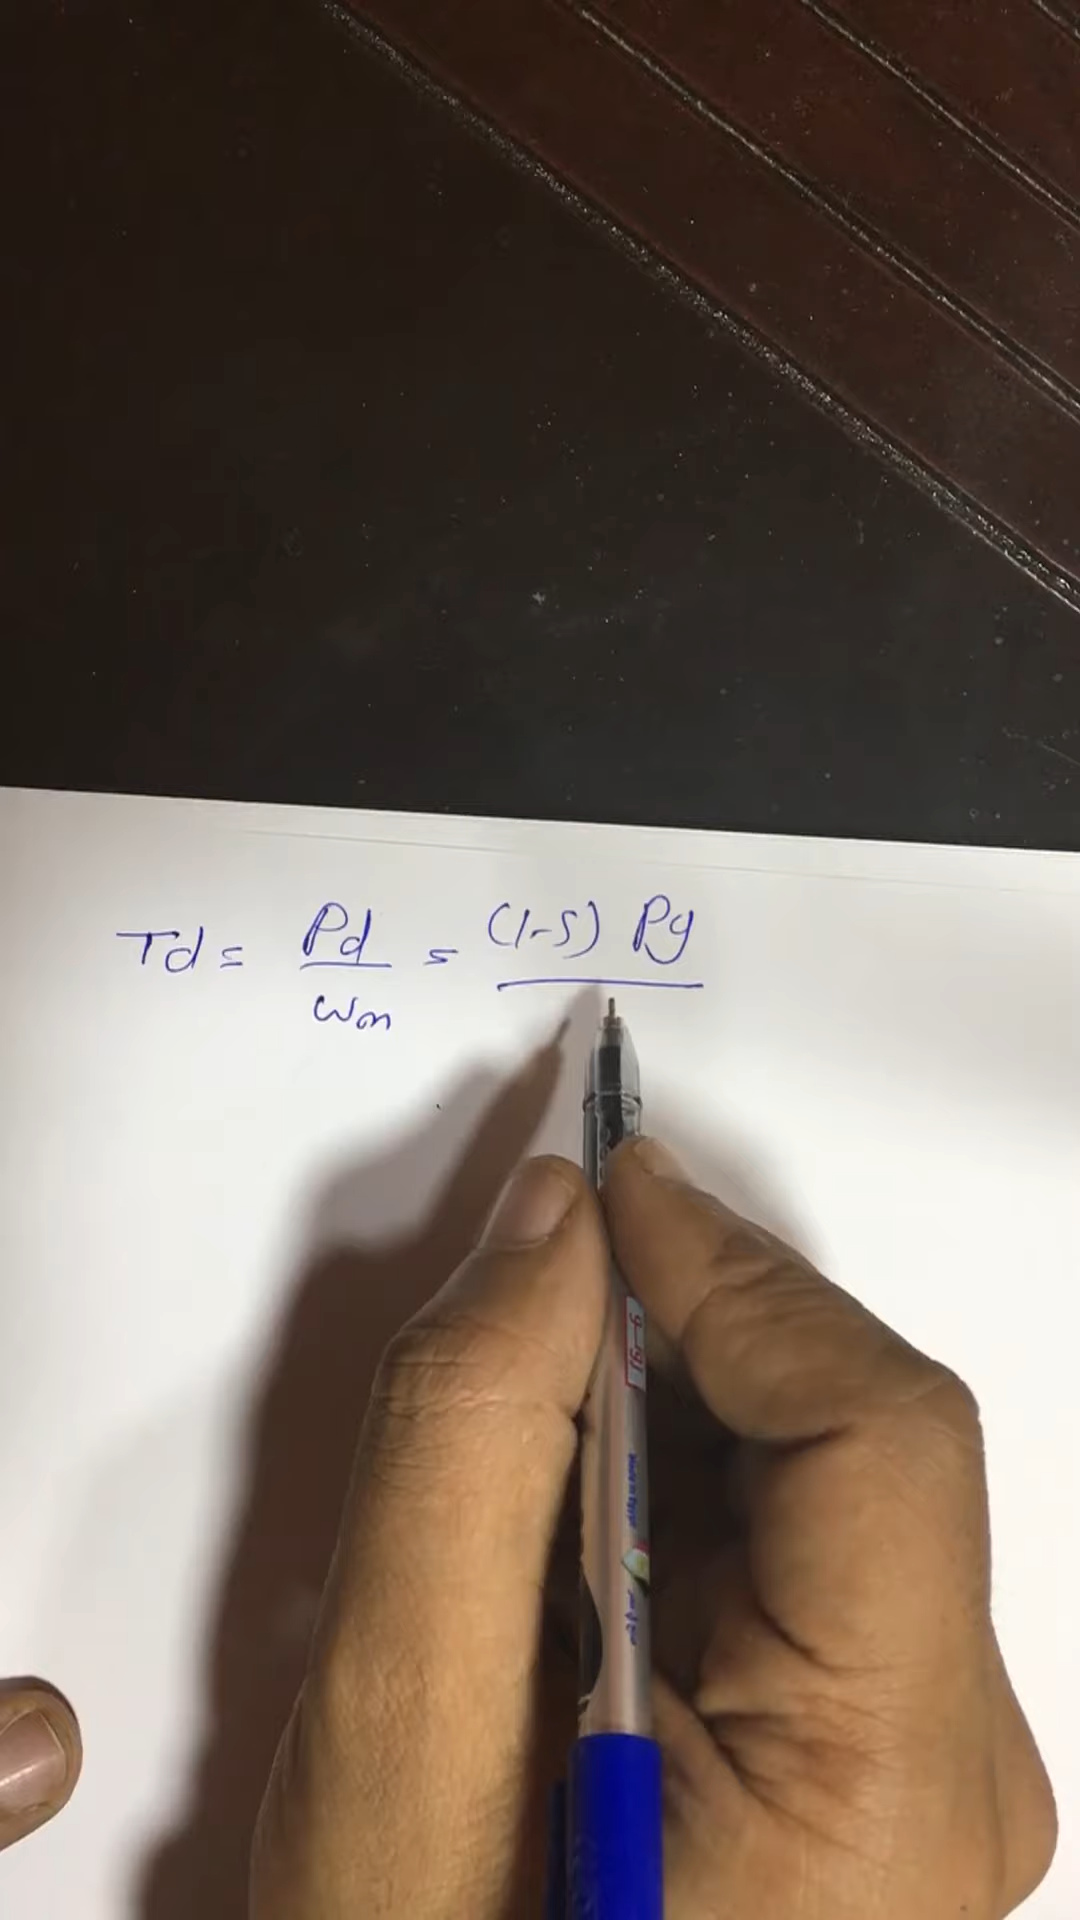 Td = Pd / ωm = (1-S) Pg